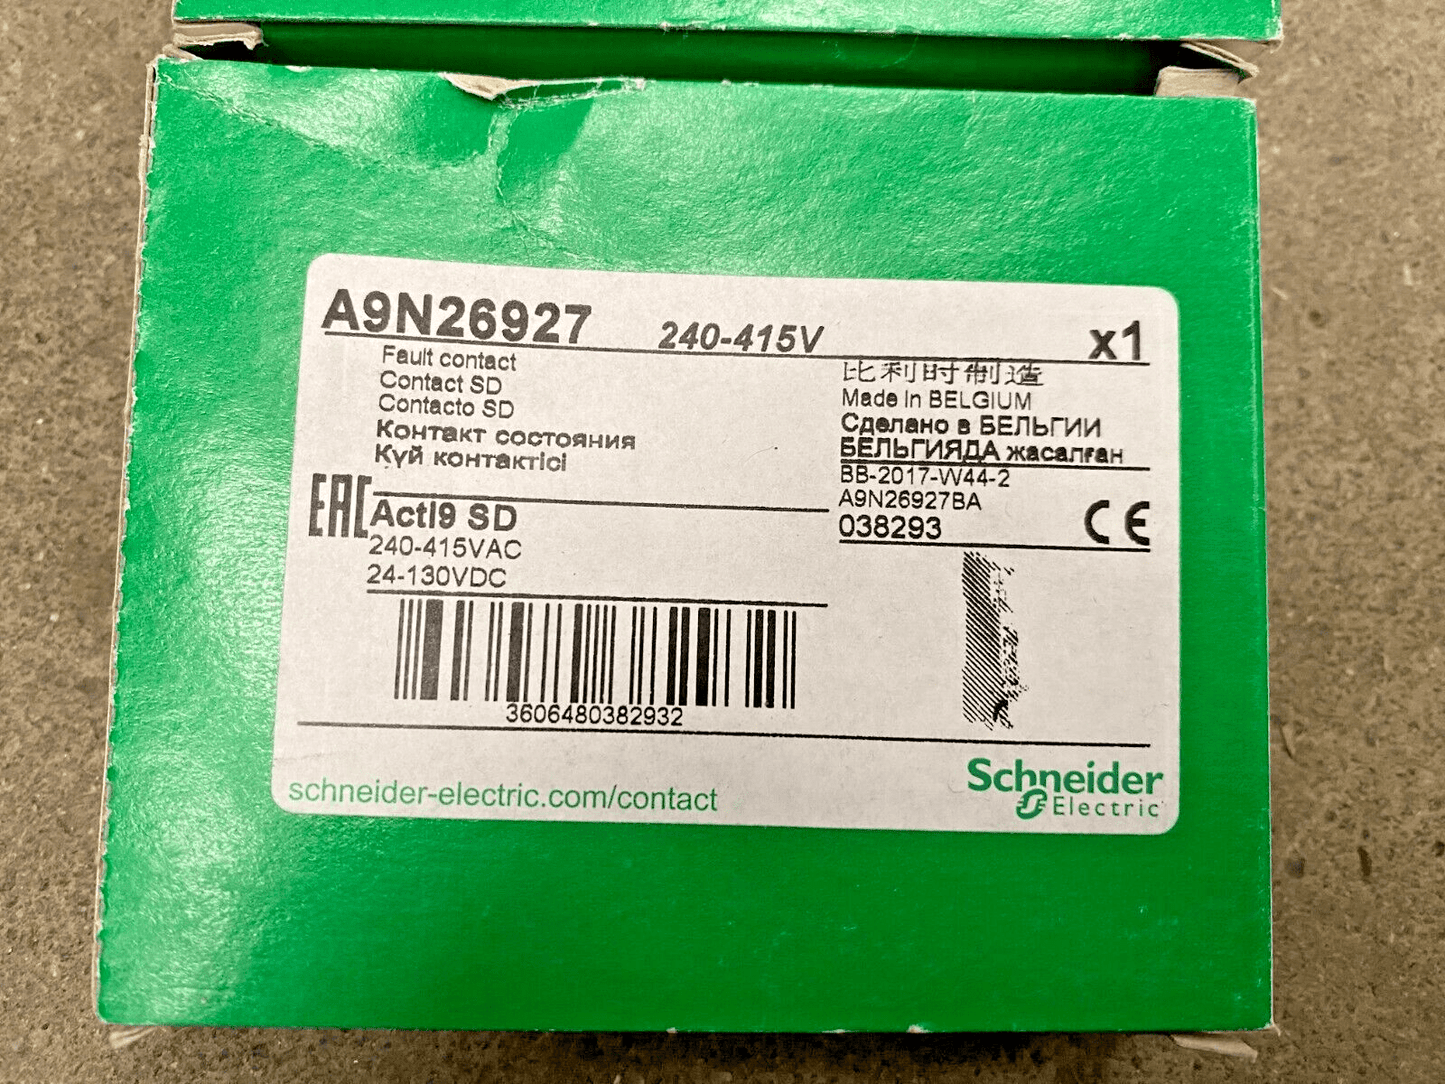 A9N26927 240-415V x1
Fault contact
Contact SD
Contacto SD
Контакт состояния
Күй контактісі
比利时制造
Made In BELGIUM
Сделано в БЕЛЬГИИ
БЕЛЬГИЯДА жасалған
BB-2017-W44-2
A9N26927BA
038293
CE
EAC
ActI9 SD
240-415VAC
24-130VDC
3606480382932
schneider-electric.com/contact
Schneider
Electric